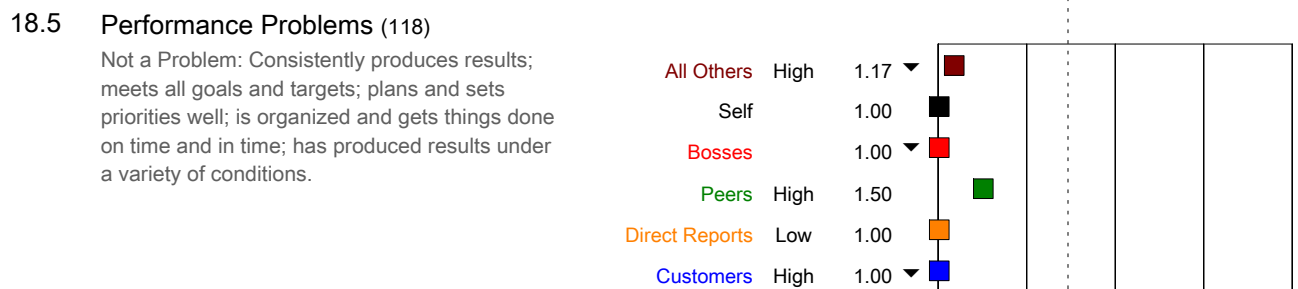 18.5 Performance Problems (118)
Not a Problem: Consistently produces results;
meets all goals and targets; plans and sets
priorities well; is organized and gets things done
on time and in time; has produced results under
a variety of conditions.
All Others High 1.17
Self 1.00
Bosses 1.00
Peers High 1.50
Direct Reports Low 1.00
Customers High 1.00